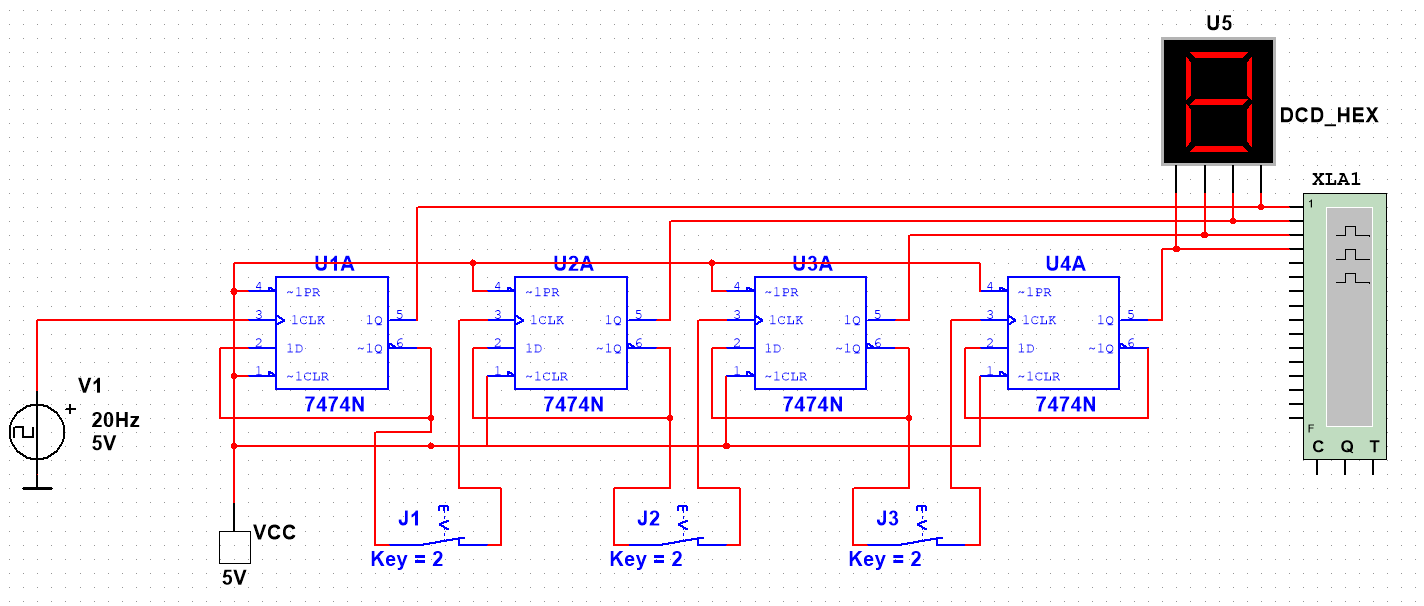 U5
DCD_HEX
XLA1
1
F
C Q T
U1A
4 ~1PR
3 1CLK 1Q 5
2 1D ~1Q 6
1 ~1CLR
7474N
U2A
4 ~1PR
3 1CLK 1Q 5
2 1D ~1Q 6
1 ~1CLR
7474N
U3A
4 ~1PR
3 1CLK 1Q 5
2 1D ~1Q 6
1 ~1CLR
7474N
U4A
4 ~1PR
3 1CLK 1Q 5
2 1D ~1Q 6
1 ~1CLR
7474N
V1
+
20Hz
5V
VCC
5V
J1
Key = 2
J2
Key = 2
J3
Key = 2